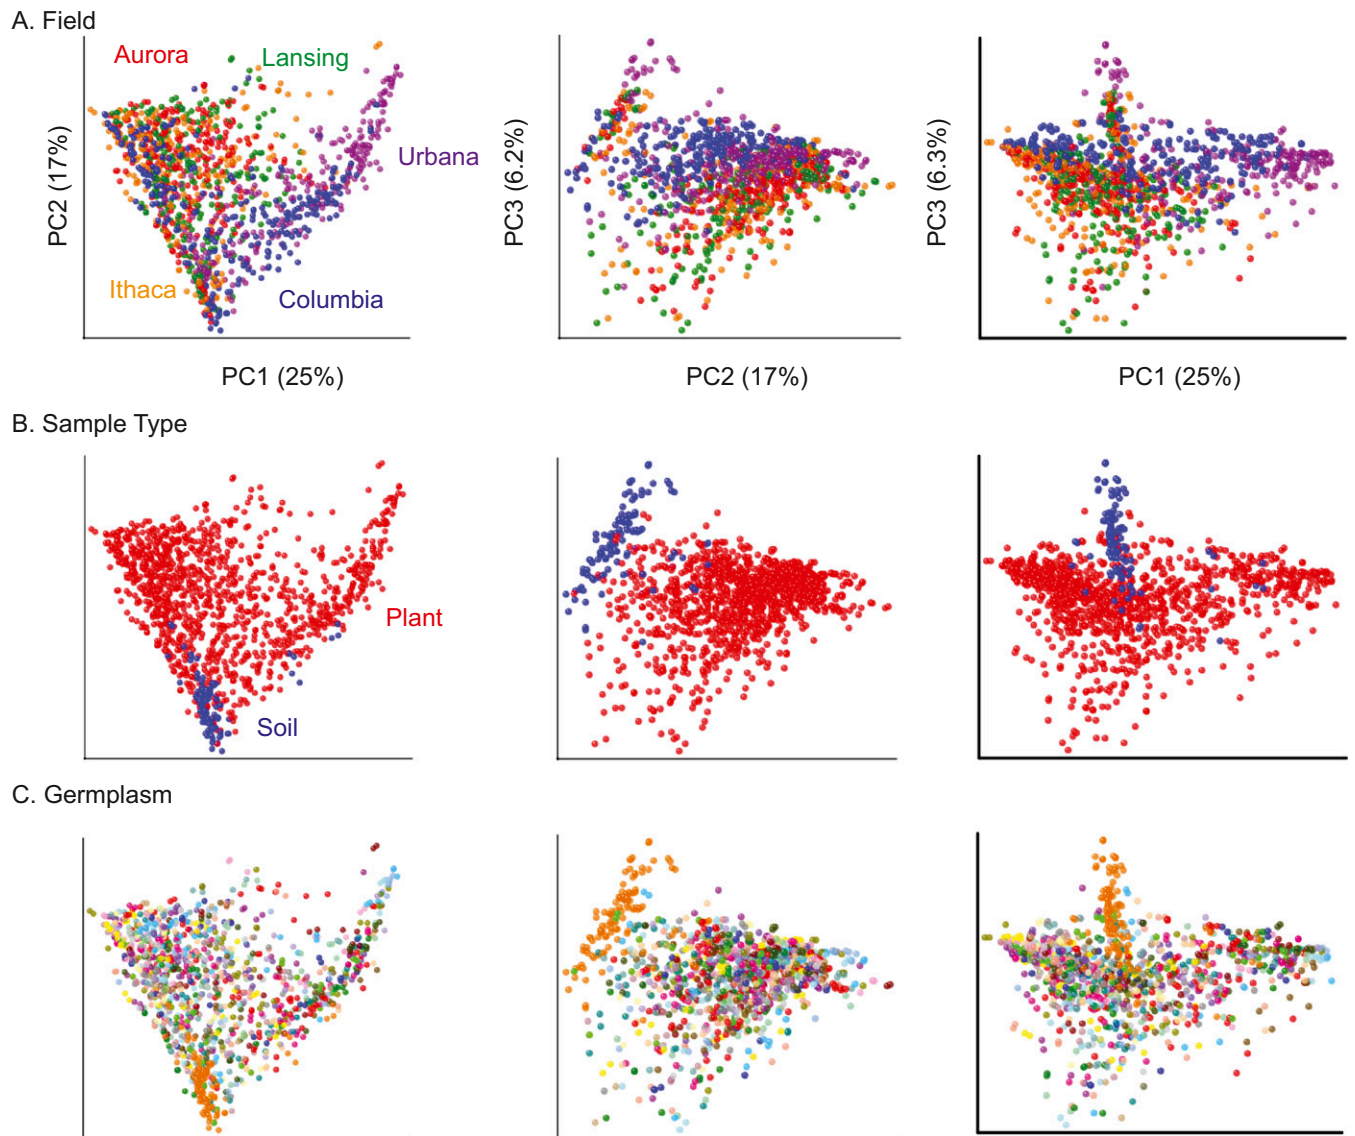 A. Field
Aurora
Lansing
Urbana
Ithaca
Columbia
PC2 (17%)
PC1 (25%)
PC3 (6.2%)
PC2 (17%)
PC3 (6.3%)
PC1 (25%)
B. Sample Type
Plant
Soil
C. Germplasm